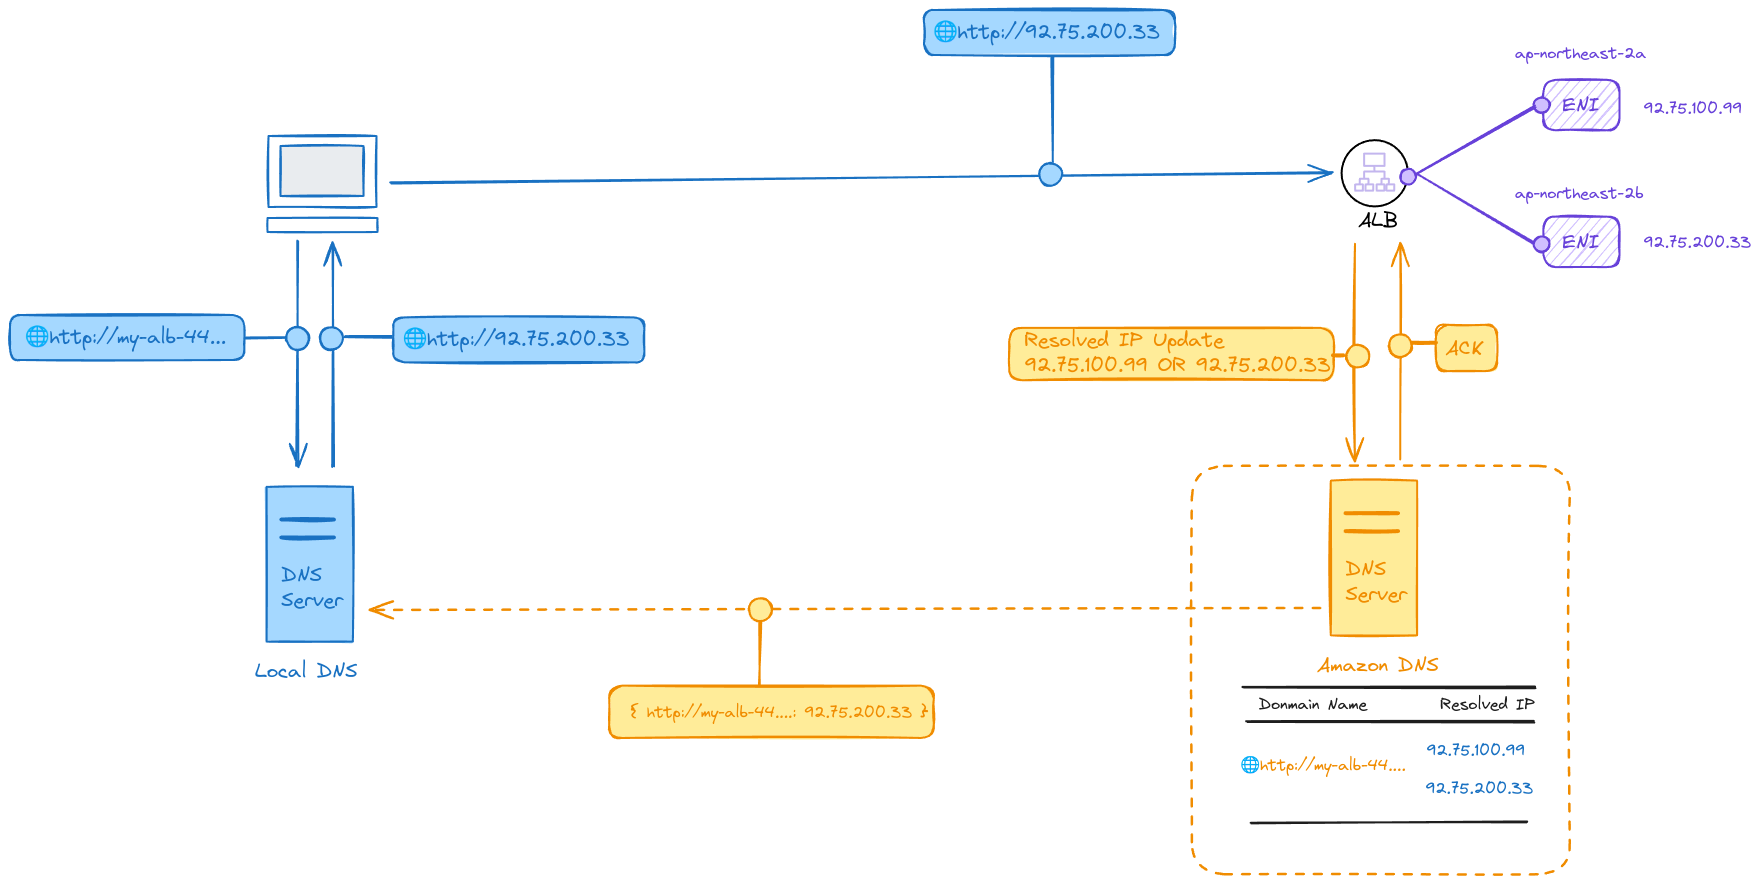 🌐http://92.75.200.33
ap-northeast-2a
ENI
92.75.100.99
ap-northeast-2b
ENI
92.75.200.33
ALB
🌐http://my-alb-44...
🌐http://92.75.200.33
Resolved IP Update
92.75.100.99 OR 92.75.200.33
ACK
DNS
Server
Local DNS
DNS
Server
Amazon DNS
{ http://my-alb-44....: 92.75.200.33 }
Donmain Name Resolved IP
92.75.100.99
🌐http://my-alb-44....
92.75.200.33